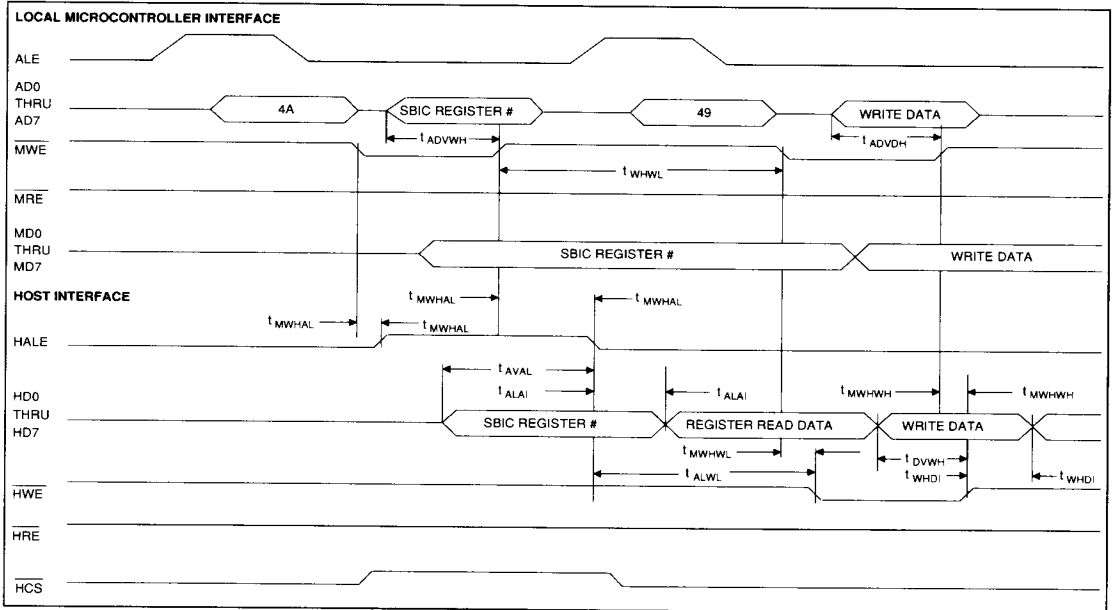 LOCAL MICROCONTROLLER INTERFACE
ALE
AD0
THRU
AD7
4A
SBIC REGISTER #
49
WRITE DATA
t ADVWH
t ADVDH
MWE
t WHWL
MRE
MD0
THRU
MD7
SBIC REGISTER #
WRITE DATA
HOST INTERFACE
t MWHAL
t MWHAL
t MWHAL
t MWHAL
HALE
t AVAL
t ALAI
t ALAI
t MWHWH
t MWHWH
HD0
THRU
HD7
SBIC REGISTER #
REGISTER READ DATA
WRITE DATA
t MWHWL
t DVWH
t ALWL
t WHDI
t WHDI
HWE
HRE
HCS